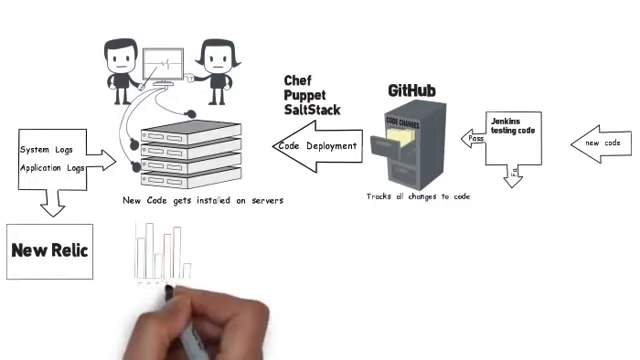 Chef
Puppet
SaltStack
GitHub
CODE CHANGES
Jenkins
testing code
Pass
new code
Code Deployment
System Logs
Application Logs
New Code gets installed on servers
Tracks all changes to code
New Relic